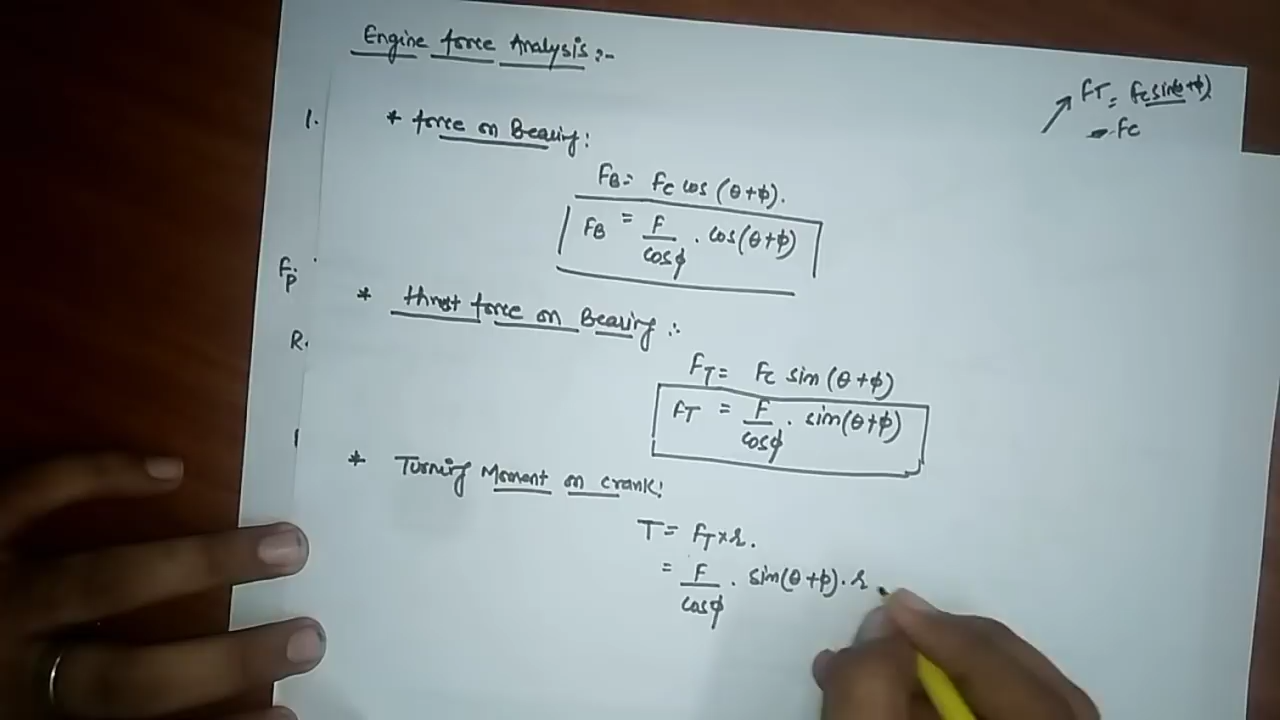 Engine force Analysis:-
FT = Fc sin(θ+φ)
Fc
1.
* force on Bearing:
FB = Fc cos (θ+φ).
FB = F/cosφ . cos(θ+φ)
Fp
* thrust force on Bearing :
R.
FT = Fc sin (θ+φ)
FT = F/cosφ . sin(θ+φ)
* Turning Moment on crank:
T = FT × r.
= F/cosφ . sin(θ+φ) . r